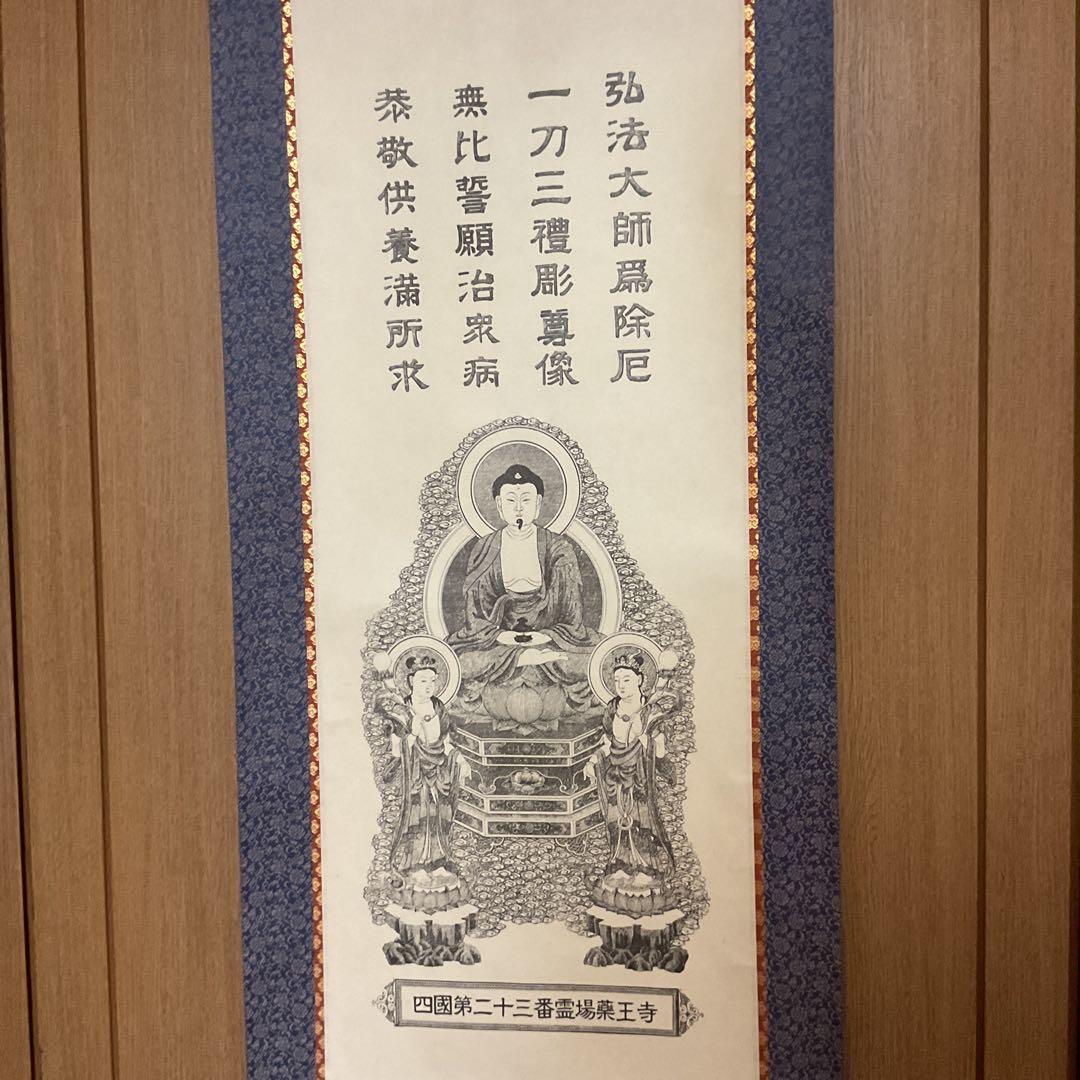 弘法大師爲除厄
一刀三禮彫尊像
無比誓願治衆病
恭敬供養滿所求
四國第二十三番霊場藥王寺